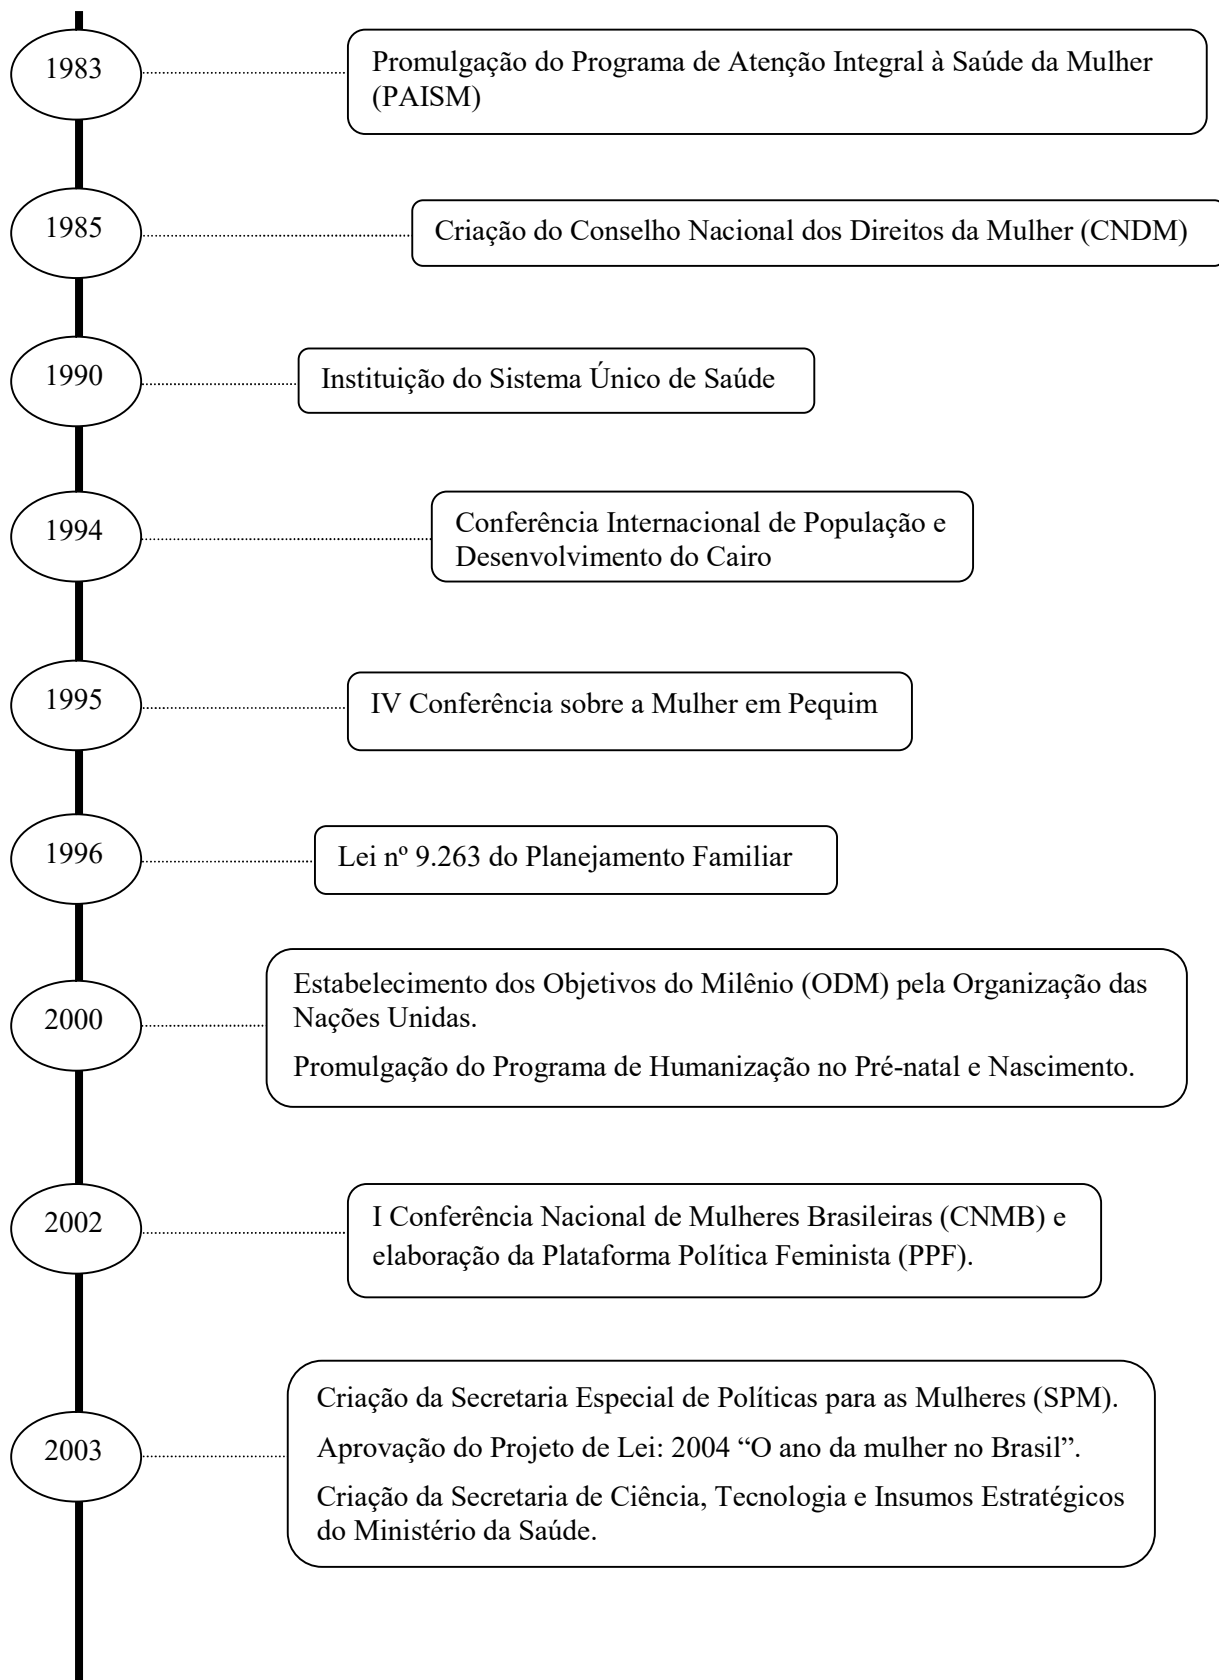 1983
Promulgação do Programa de Atenção Integral à Saúde da Mulher
(PAISM)
1985
Criação do Conselho Nacional dos Direitos da Mulher (CNDM)
1990
Instituição do Sistema Único de Saúde
1994
Conferência Internacional de População e
Desenvolvimento do Cairo
1995
IV Conferência sobre a Mulher em Pequim
1996
Lei nº 9.263 do Planejamento Familiar
2000
Estabelecimento dos Objetivos do Milênio (ODM) pela Organização das
Nações Unidas.
Promulgação do Programa de Humanização no Pré-natal e Nascimento.
2002
I Conferência Nacional de Mulheres Brasileiras (CNMB) e
elaboração da Plataforma Política Feminista (PPF).
2003
Criação da Secretaria Especial de Políticas para as Mulheres (SPM).
Aprovação do Projeto de Lei: 2004 “O ano da mulher no Brasil”.
Criação da Secretaria de Ciência, Tecnologia e Insumos Estratégicos
do Ministério da Saúde.